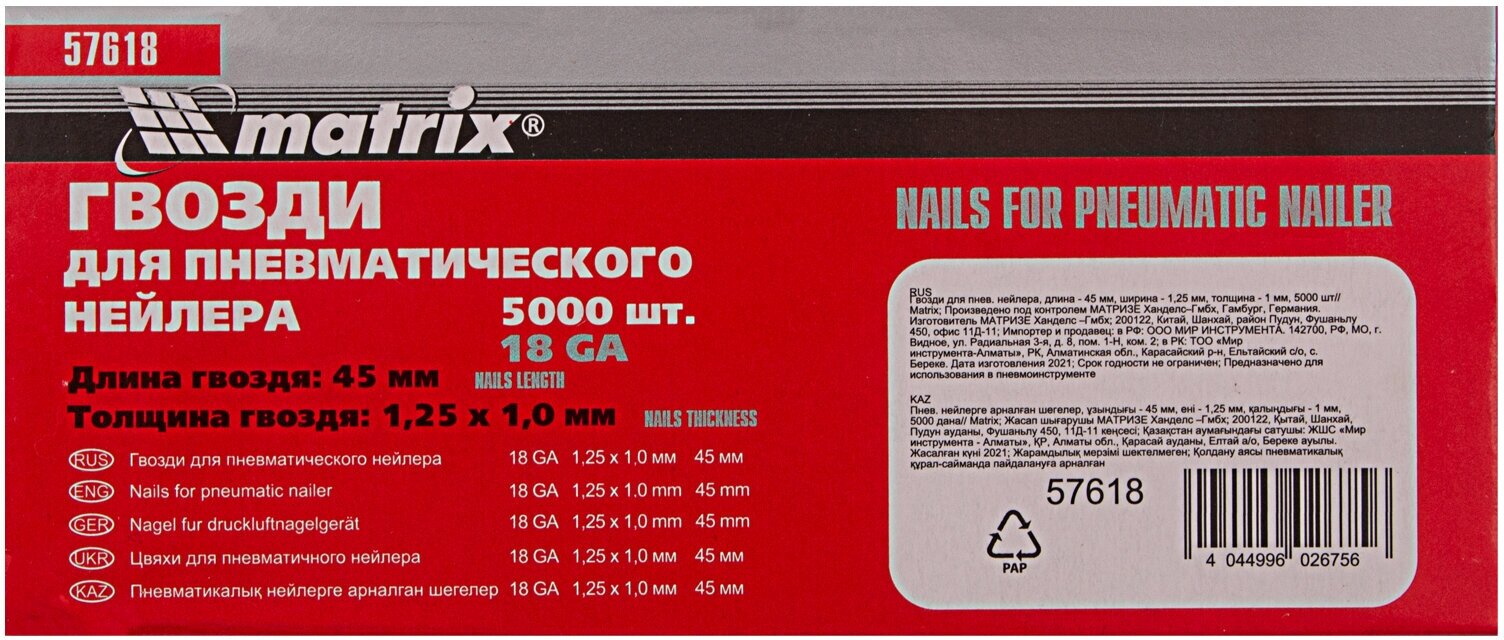 57618
matrix®
ГВОЗДИ
ДЛЯ ПНЕВМАТИЧЕСКОГО
НЕЙЛЕРА
5000 шт.
18 GA
Длина гвоздя: 45 мм NAILS LENGTH
Толщина гвоздя: 1,25 х 1,0 мм NAILS THICKNESS
RUS Гвозди для пневматического нейлера 18 GA 1,25 х 1,0 мм 45 мм
ENG Nails for pneumatic nailer 18 GA 1,25 x 1,0 mm 45 mm
GER Nagel fur druckluftnagelgerät 18 GA 1,25 x 1,0 mm 45 mm
UKR Цвяхи для пневматичного нейлера 18 GA 1,25 х 1,0 мм 45 мм
KAZ Пневматикалық нейлерге арналған шегелер 18 GA 1,25 х 1,0 мм 45 мм
NAILS FOR PNEUMATIC NAILER
RUS
Гвозди для пнев. нейлера, длина - 45 мм, ширина - 1,25 мм, толщина - 1 мм, 5000 шт//
Matrix; Произведено под контролем МАТРИЗЕ Ханделс–Гмбх, Гамбург, Германия.
Изготовитель МАТРИЗЕ Ханделс –Гмбх; 200122, Китай, Шанхай, район Пудун, Фушаньлу
450, офис 11Д-11; Импортер и продавец: в РФ: ООО МИР ИНСТРУМЕНТА. 142700, РФ, МО, г.
Видное, ул. Радиальная 3-я, д. 8, пом. 1-Н, ком. 2; в РК: ТОО «Мир
инструмента-Алматы», РК, Алматинская обл., Карасайский р-н, Ельтайский с/о, с.
Береке. Дата изготовления 2021; Срок годности не ограничен; Предназначено для
использования в пневмоинструменте
KAZ
Пнев. нейлерге арналған шегелер, ұзындығы - 45 мм, ені - 1,25 мм, қалыңдығы - 1 мм,
5000 дана// Matrix; Жасап шығарушы МАТРИЗЕ Ханделс –Гмбх; 200122, Қытай, Шанхай,
Пудун ауданы, Фушаньлу 450, 11Д-11 кеңсесі; Қазақстан аумағындағы сатушы: ЖШС «Мир
инструмента - Алматы», ҚР, Алматы обл., Қарасай ауданы, Елтай а/о, Береке ауылы.
Жасалған күні 2021; Жарамдылық мерзімі шектелмеген; Қолдану аясы пневматикалық
құрал-сайманда пайдалануға арналған
57618
PAP
4 044996 026756